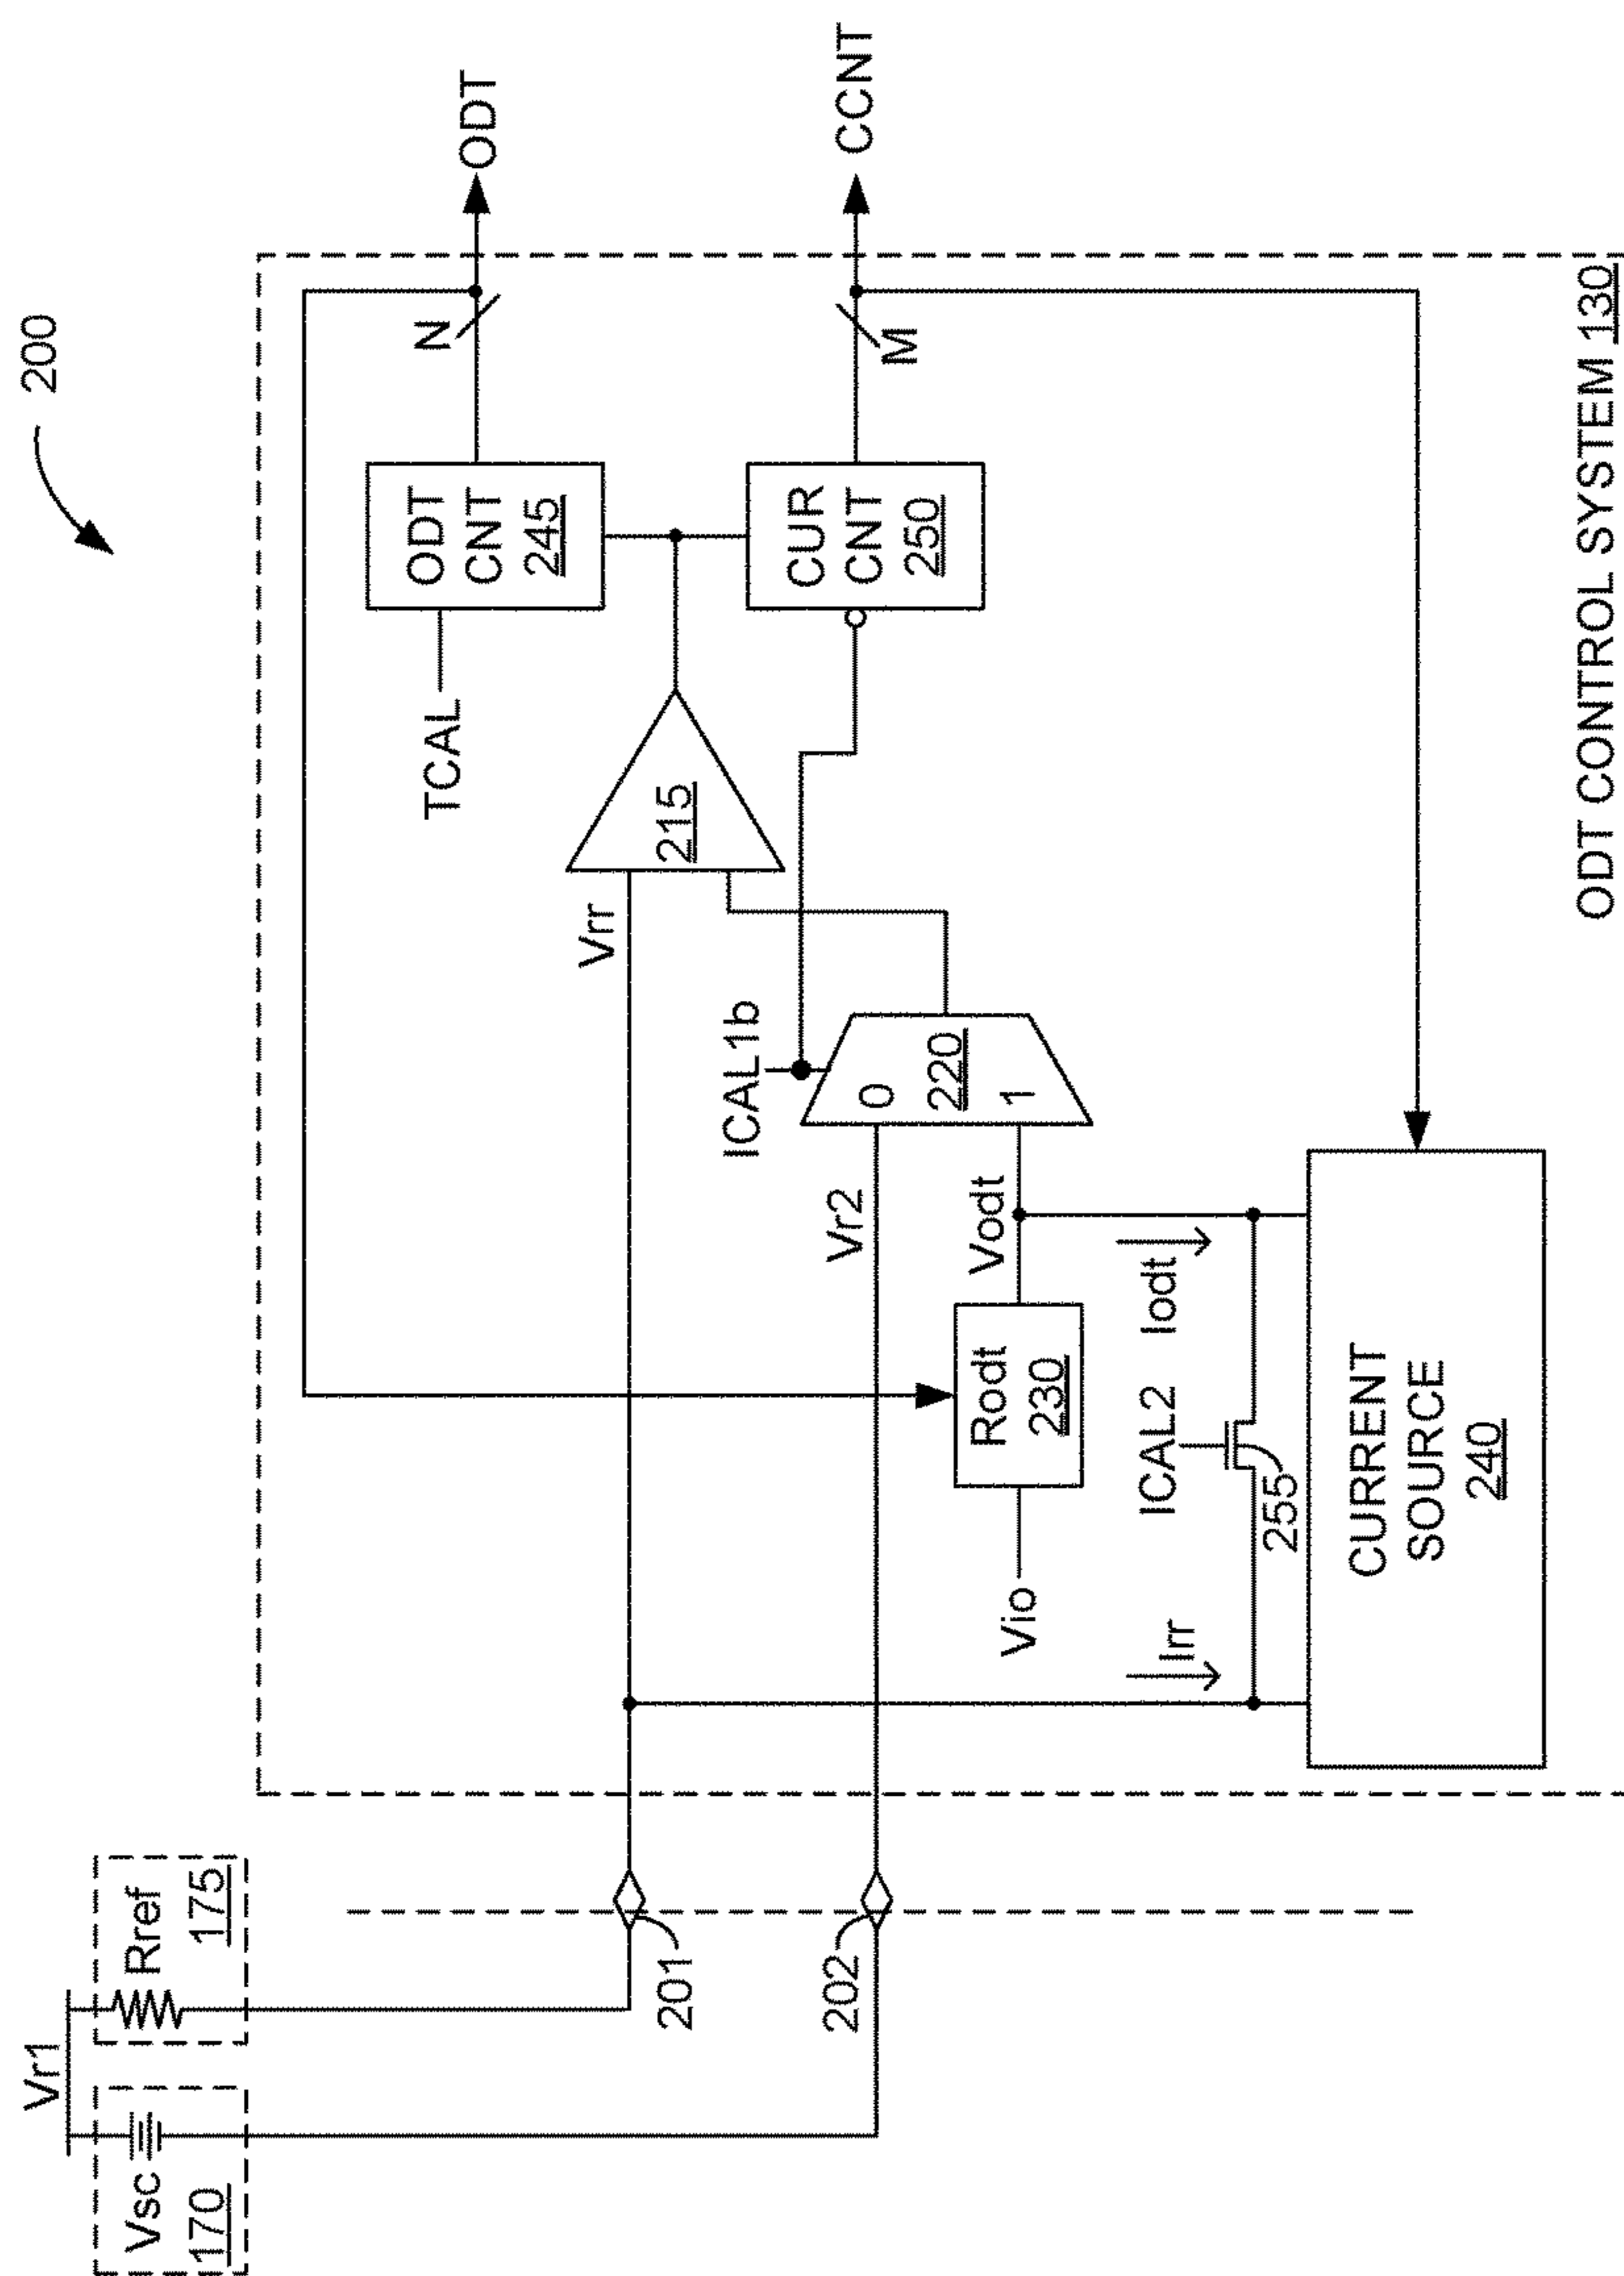 200
Vr1
Vsc
170
Rref
175
201
202
Vrr
Vr2
ICAL1b
0
220
1
215
TCAL
ODT
CNT
245
CUR
CNT
250
N
M
ODT
CCNT
Vio
Rodt
230
Vodt
Irr
ICAL2
255
Iodt
CURRENT
SOURCE
240
ODT CONTROL SYSTEM 130